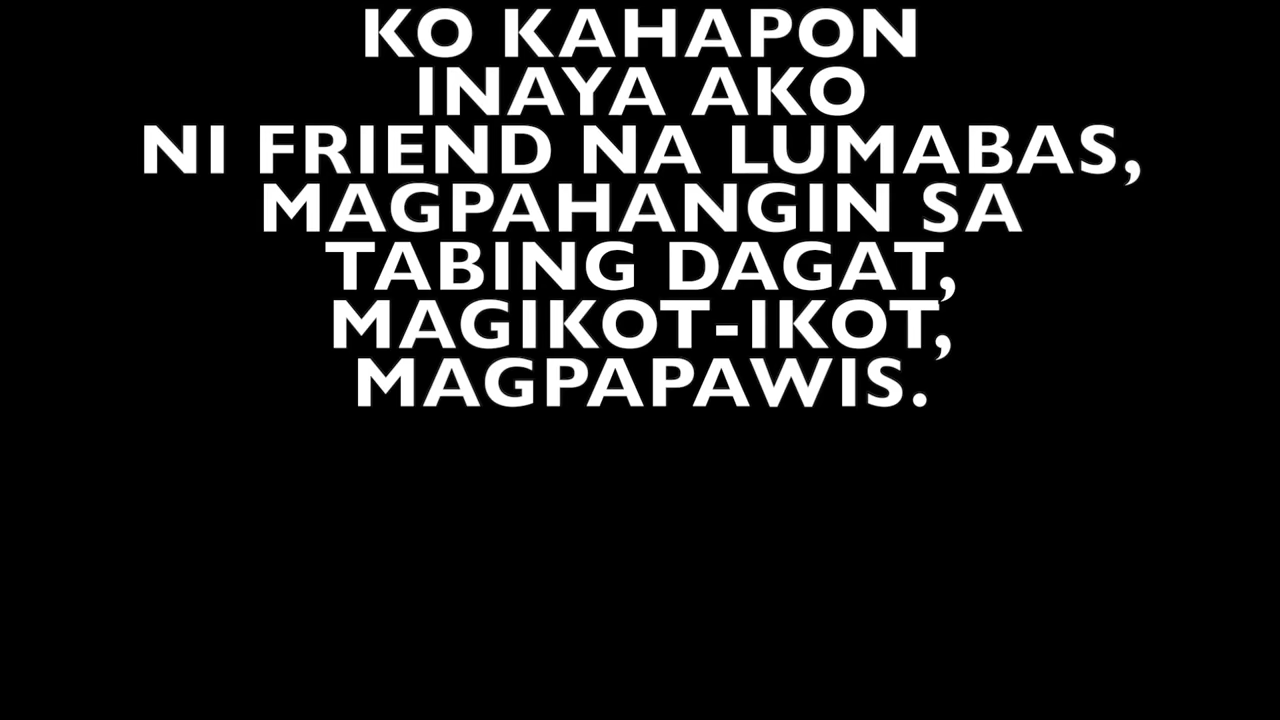 KO KAHAPON
INAYA AKO
NI FRIEND NA LUMABAS,
MAGPAHANGIN SA
TABING DAGAT,
MAGIKOT-IKOT,
MAGPAPAWIS.